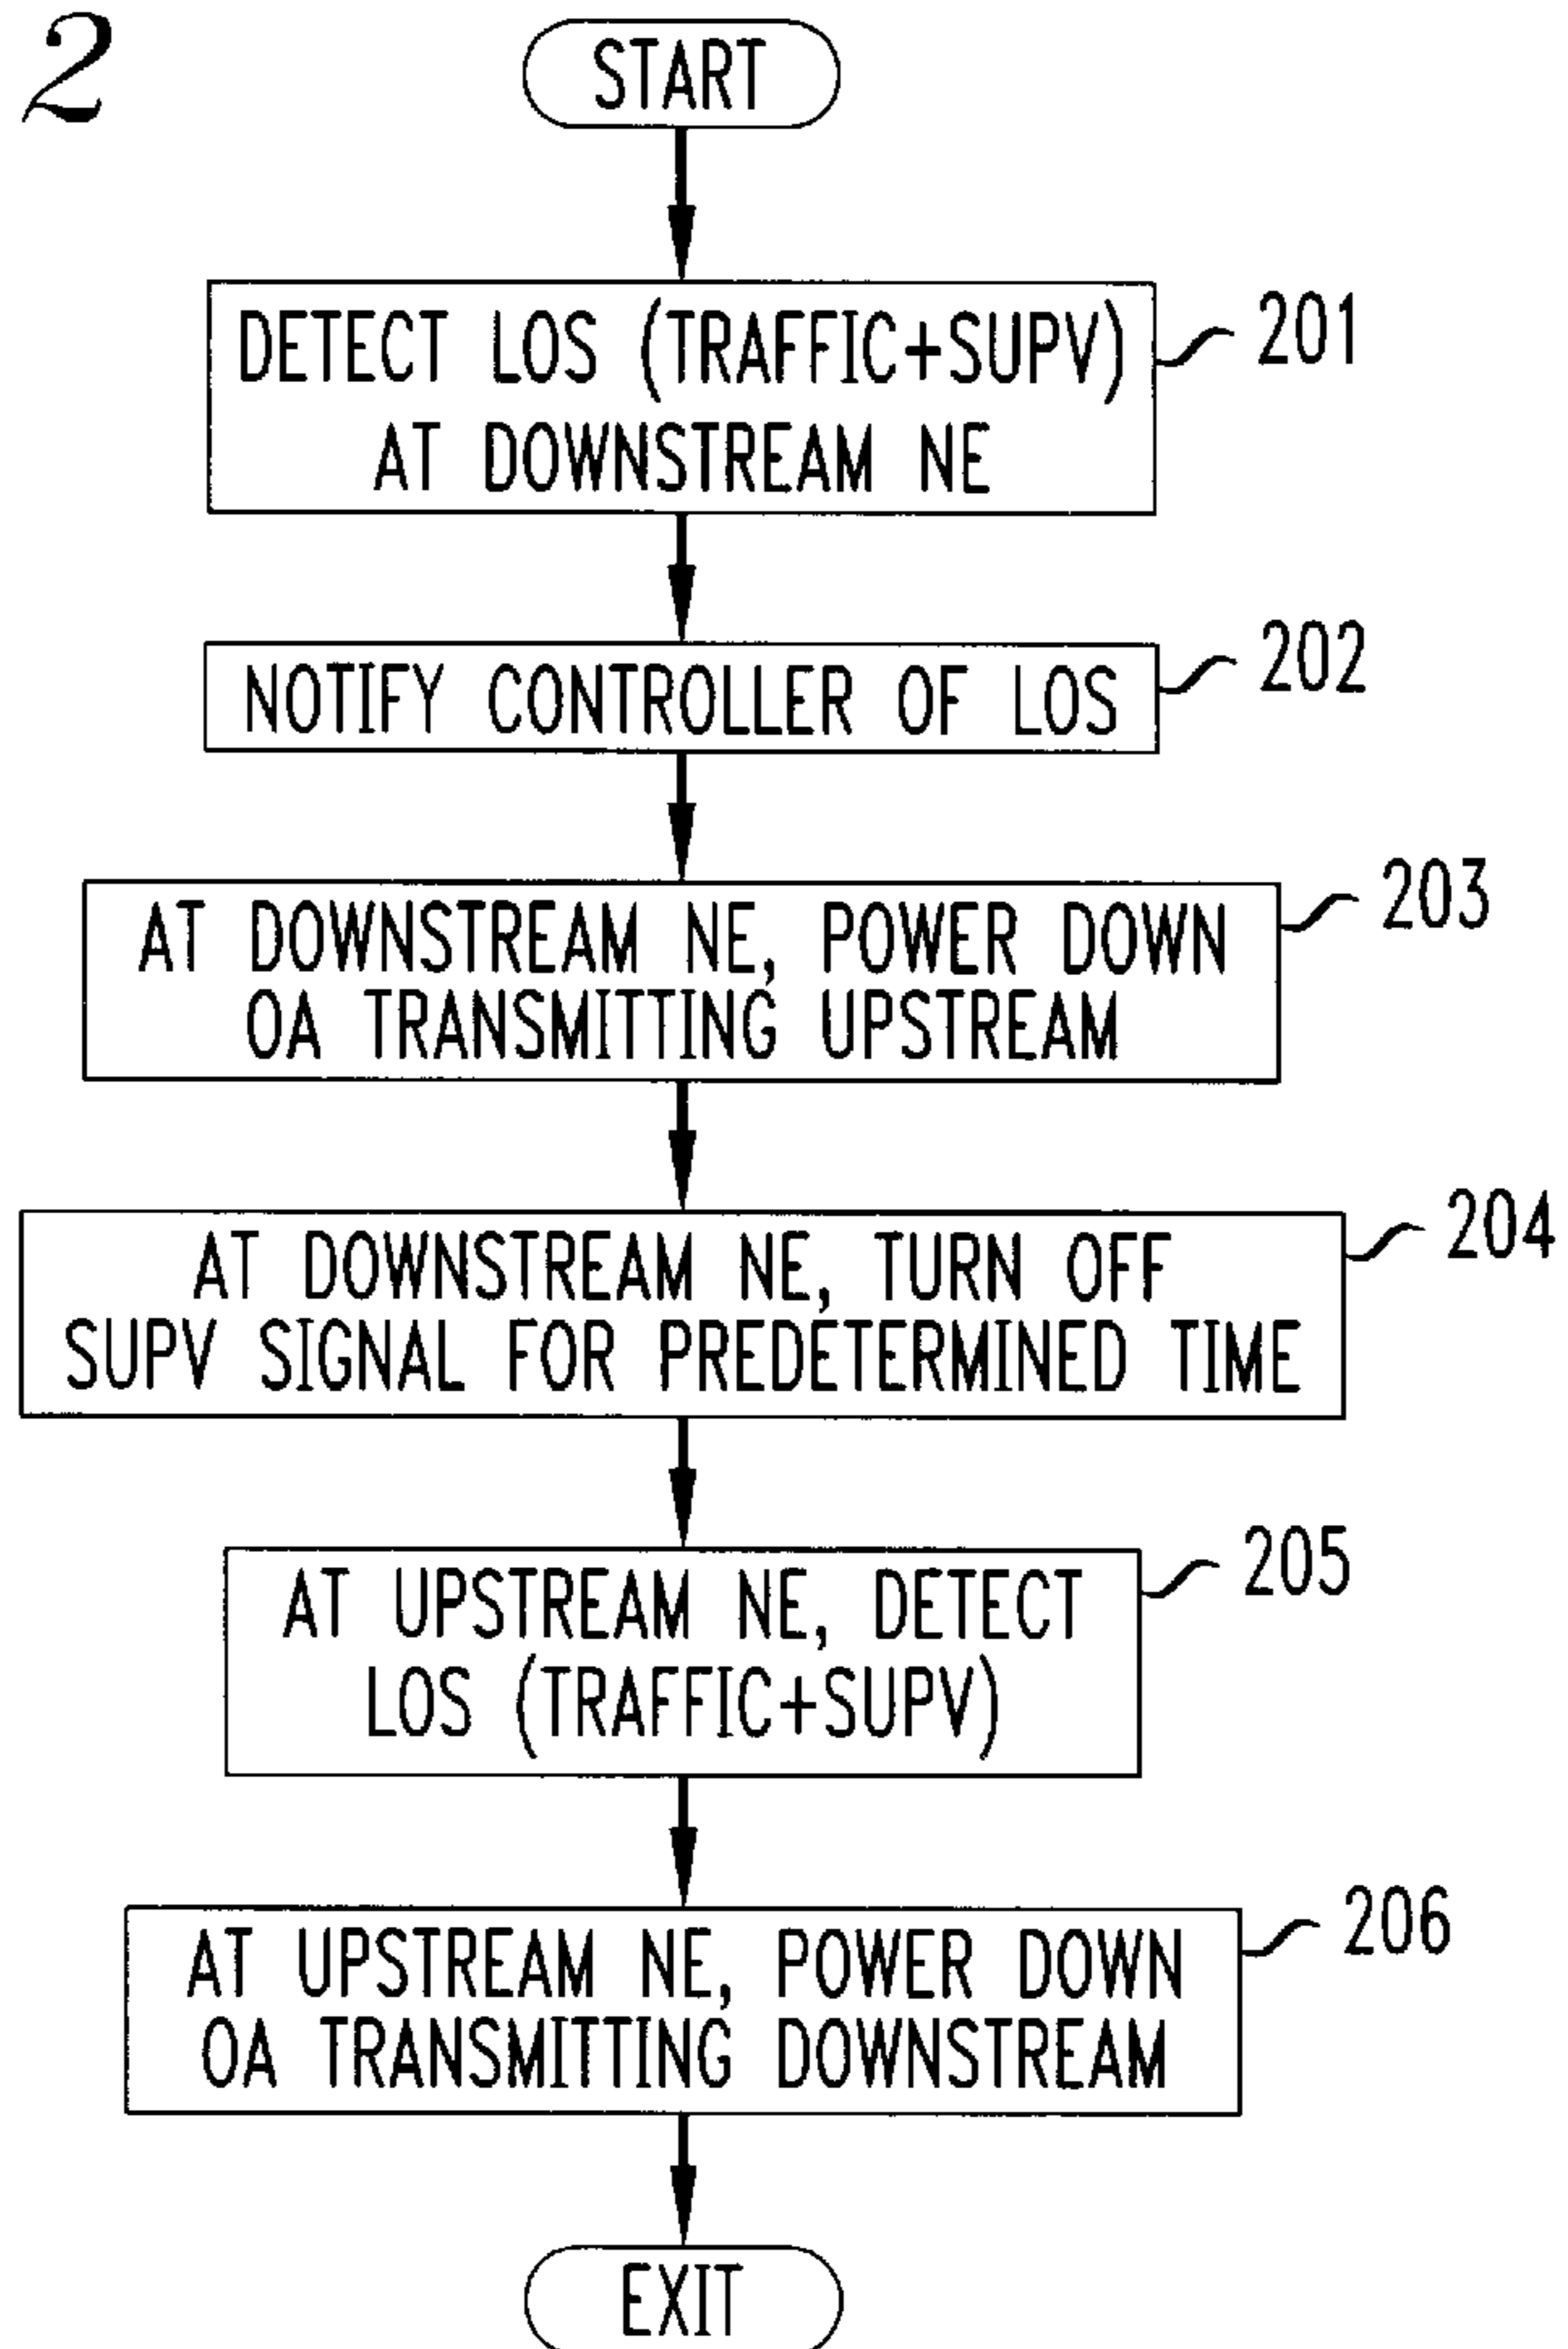 2
START
DETECT LOS (TRAFFIC+SUPV)
AT DOWNSTREAM NE
201
NOTIFY CONTROLLER OF LOS
202
AT DOWNSTREAM NE, POWER DOWN
OA TRANSMITTING UPSTREAM
203
AT DOWNSTREAM NE, TURN OFF
SUPV SIGNAL FOR PREDETERMINED TIME
204
AT UPSTREAM NE, DETECT
LOS (TRAFFIC+SUPV)
205
AT UPSTREAM NE, POWER DOWN
OA TRANSMITTING DOWNSTREAM
206
EXIT